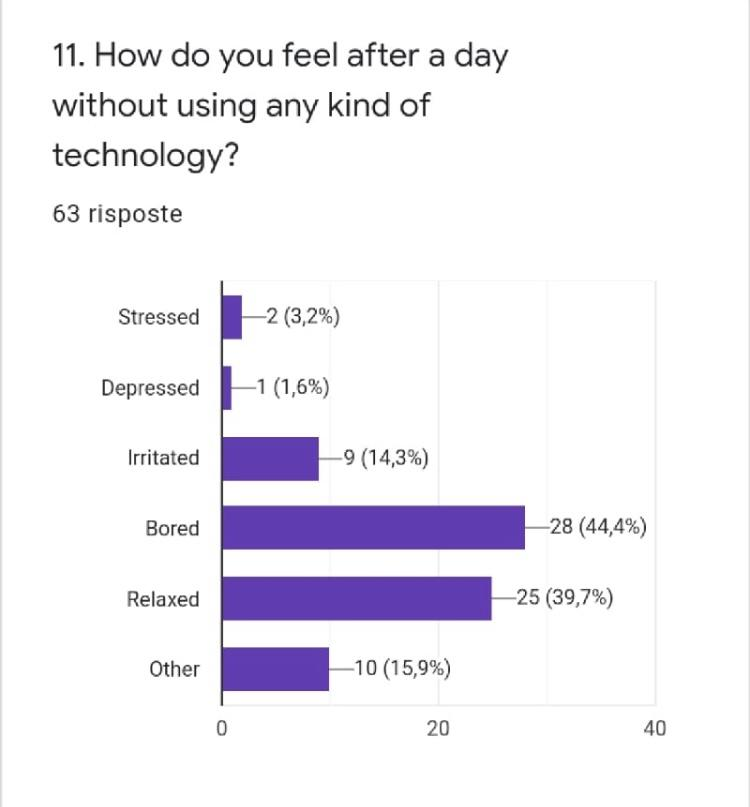 11. How do you feel after a day
without using any kind of
technology?
63 risposte
Stressed 2 (3,2%)
Depressed 1 (1,6%)
Irritated 9 (14,3%)
Bored 28 (44,4%)
Relaxed 25 (39,7%)
Other 10 (15,9%)
0 20 40